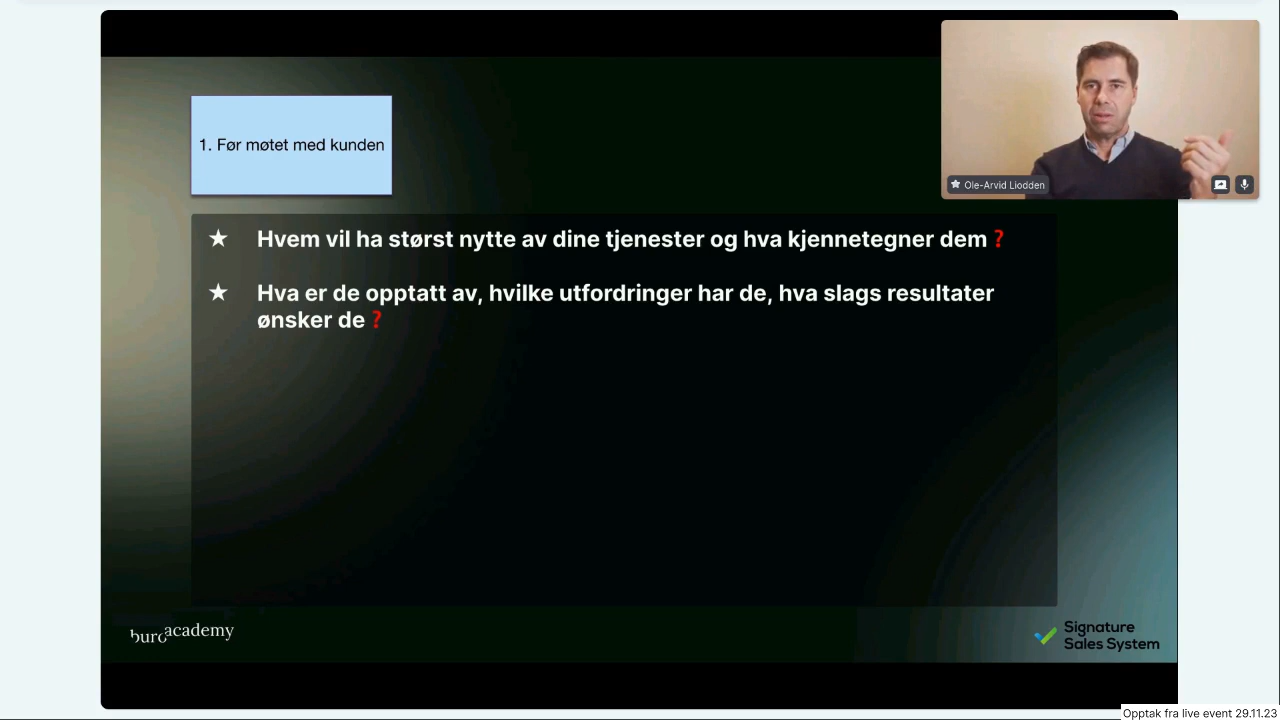 1. Før møtet med kunden
Ole-Arvid Liodden
★ Hvem vil ha størst nytte av dine tjenester og hva kjennetegner dem ?
★ Hva er de opptatt av, hvilke utfordringer har de, hva slags resultater
ønsker de ?
buro academy
Signature
Sales System
Opptak fra live event 29.11.23